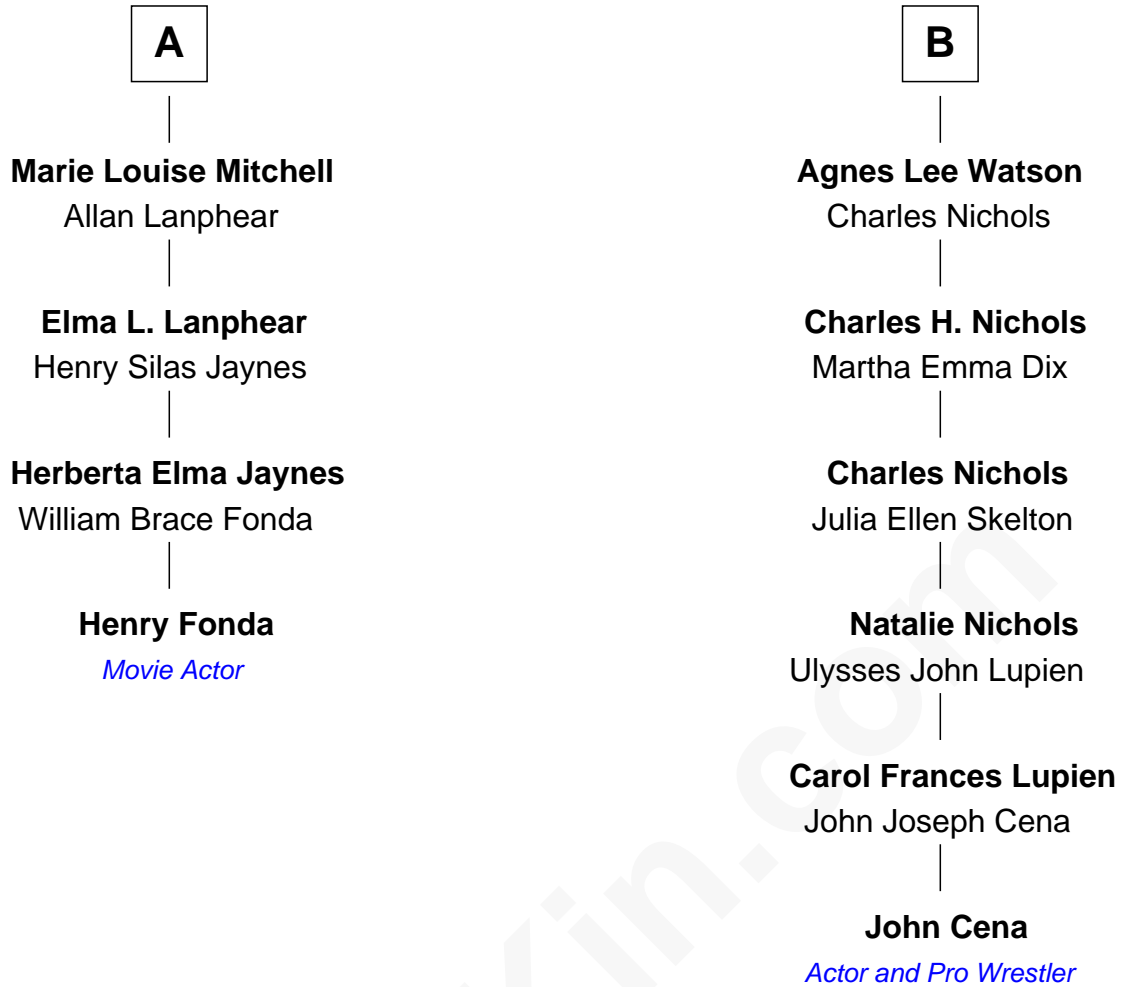 A
Marie Louise Mitchell
Allan Lanphear
Elma L. Lanphear
Henry Silas Jaynes
Herberta Elma Jaynes
William Brace Fonda
Henry Fonda
Movie Actor
B
Agnes Lee Watson
Charles Nichols
Charles H. Nichols
Martha Emma Dix
Charles Nichols
Julia Ellen Skelton
Natalie Nichols
Ulysses John Lupien
Carol Frances Lupien
John Joseph Cena
John Cena
Actor and Pro Wrestler
Kin.com